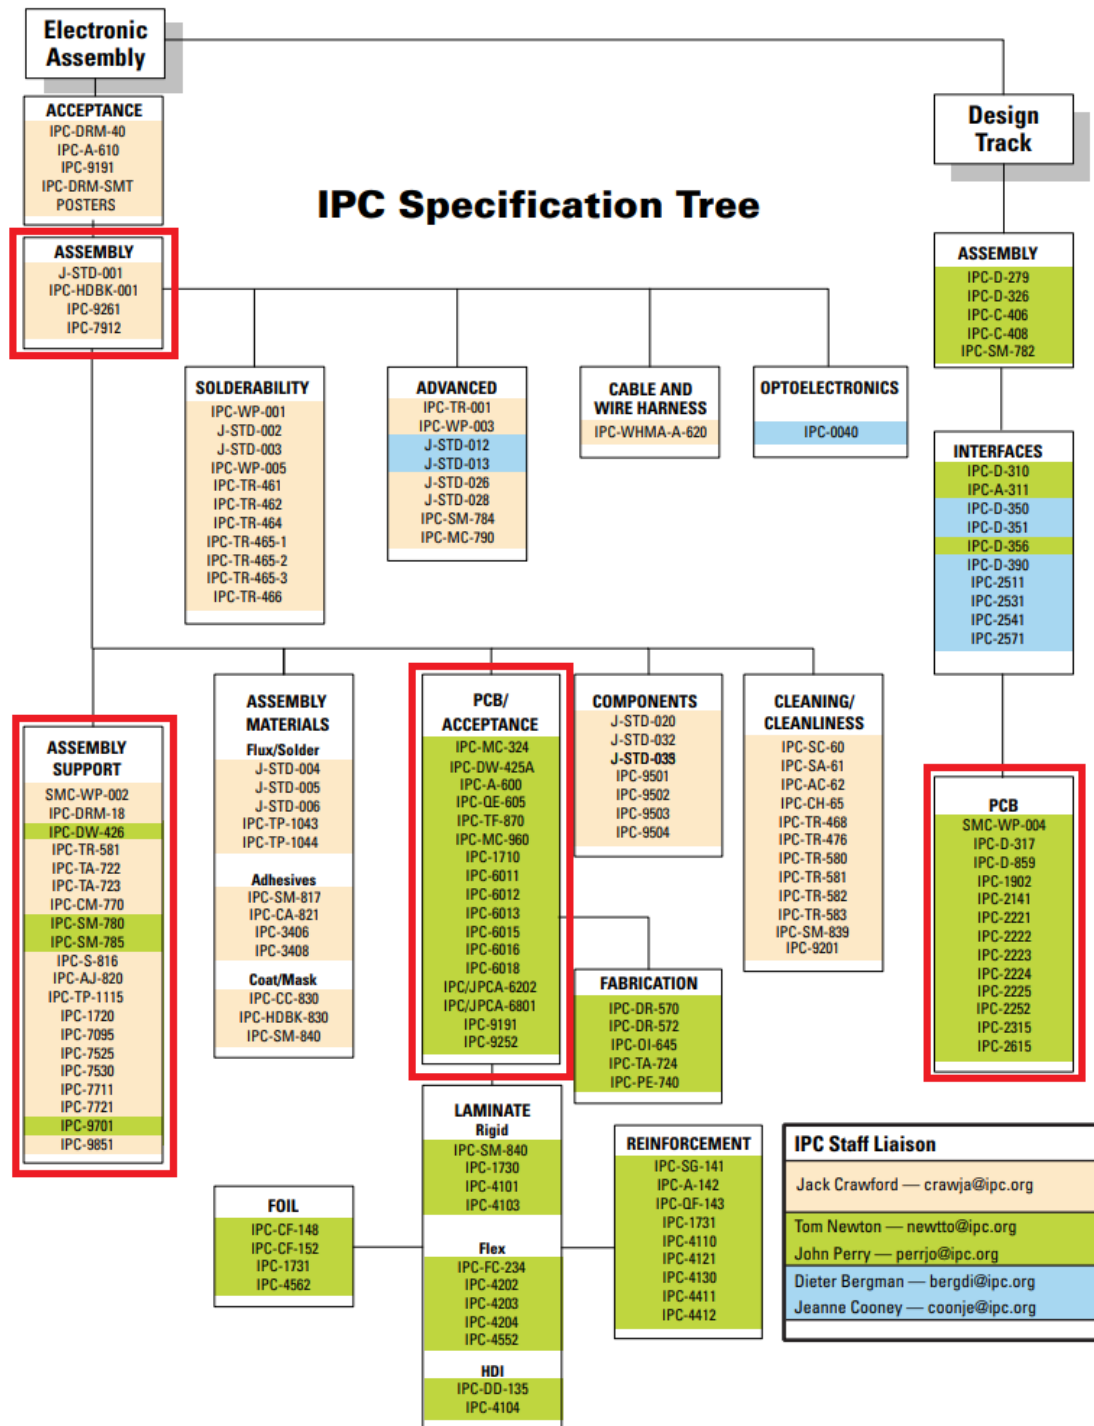 Electronic
Assembly
ACCEPTANCE
IPC-DRM-40
IPC-A-610
IPC-9191
IPC-DRM-SMT
POSTERS
Design
Track
IPC Specification Tree
ASSEMBLY
J-STD-001
IPC-HDBK-001
IPC-9261
IPC-7912
ASSEMBLY
IPC-D-279
IPC-D-326
IPC-C-406
IPC-C-408
IPC-SM-782
SOLDERABILITY
IPC-WP-001
J-STD-002
J-STD-003
IPC-WP-005
IPC-TR-461
IPC-TR-462
IPC-TR-464
IPC-TR-465-1
IPC-TR-465-2
IPC-TR-465-3
IPC-TR-466
ADVANCED
IPC-TR-001
IPC-WP-003
J-STD-012
J-STD-013
J-STD-026
J-STD-028
IPC-SM-784
IPC-MC-790
CABLE AND
WIRE HARNESS
IPC-WHMA-A-620
OPTOELECTRONICS
IPC-0040
INTERFACES
IPC-D-310
IPC-A-311
IPC-D-350
IPC-D-351
IPC-D-356
IPC-D-390
IPC-2511
IPC-2531
IPC-2541
IPC-2571
ASSEMBLY
SUPPORT
SMC-WP-002
IPC-DRM-18
IPC-DW-426
IPC-TR-581
IPC-TA-722
IPC-TA-723
IPC-CM-770
IPC-SM-780
IPC-SM-785
IPC-S-816
IPC-AJ-820
IPC-TP-1115
IPC-1720
IPC-7095
IPC-7525
IPC-7530
IPC-7711
IPC-7721
IPC-9701
IPC-9851
ASSEMBLY
MATERIALS
Flux/Solder
J-STD-004
J-STD-005
J-STD-006
IPC-TP-1043
IPC-TP-1044
Adhesives
IPC-SM-817
IPC-CA-821
IPC-3406
IPC-3408
Coat/Mask
IPC-CC-830
IPC-HDBK-830
IPC-SM-840
PCB/
ACCEPTANCE
IPC-MC-324
IPC-DW-425A
IPC-A-600
IPC-QE-605
IPC-TF-870
IPC-MC-960
IPC-1710
IPC-6011
IPC-6012
IPC-6013
IPC-6015
IPC-6016
IPC-6018
IPC/JPCA-6202
IPC/JPCA-6801
IPC-9191
IPC-9252
COMPONENTS
J-STD-020
J-STD-032
IPC-9501
IPC-9502
IPC-9503
IPC-9504
CLEANING/
CLEANLINESS
IPC-SC-60
IPC-SA-61
IPC-AC-62
IPC-CH-65
IPC-TR-468
IPC-TR-476
IPC-TR-580
IPC-TR-581
IPC-TR-582
IPC-TR-583
IPC-SM-839
IPC-9201
PCB
SMC-WP-004
IPC-D-317
IPC-D-859
IPC-1902
IPC-2141
IPC-2221
IPC-2222
IPC-2223
IPC-2224
IPC-2225
IPC-2252
IPC-2315
IPC-2615
FABRICATION
IPC-DR-570
IPC-DR-572
IPC-OI-645
IPC-TA-724
IPC-PE-740
LAMINATE
Rigid
IPC-SM-840
IPC-1730
IPC-4101
IPC-4103
Flex
IPC-FC-234
IPC-4202
IPC-4203
IPC-4204
IPC-4552
HDI
IPC-DD-135
IPC-4104
FOIL
IPC-CF-148
IPC-CF-152
IPC-1731
IPC-4562
REINFORCEMENT
IPC-SG-141
IPC-A-142
IPC-QF-143
IPC-1731
IPC-4110
IPC-4121
IPC-4130
IPC-4411
IPC-4412
IPC Staff Liaison
Jack Crawford — crawja@ipc.org
Tom Newton — newtto@ipc.org
John Perry — perrjo@ipc.org
Dieter Bergman — bergdi@ipc.org
Jeanne Cooney — coonje@ipc.org